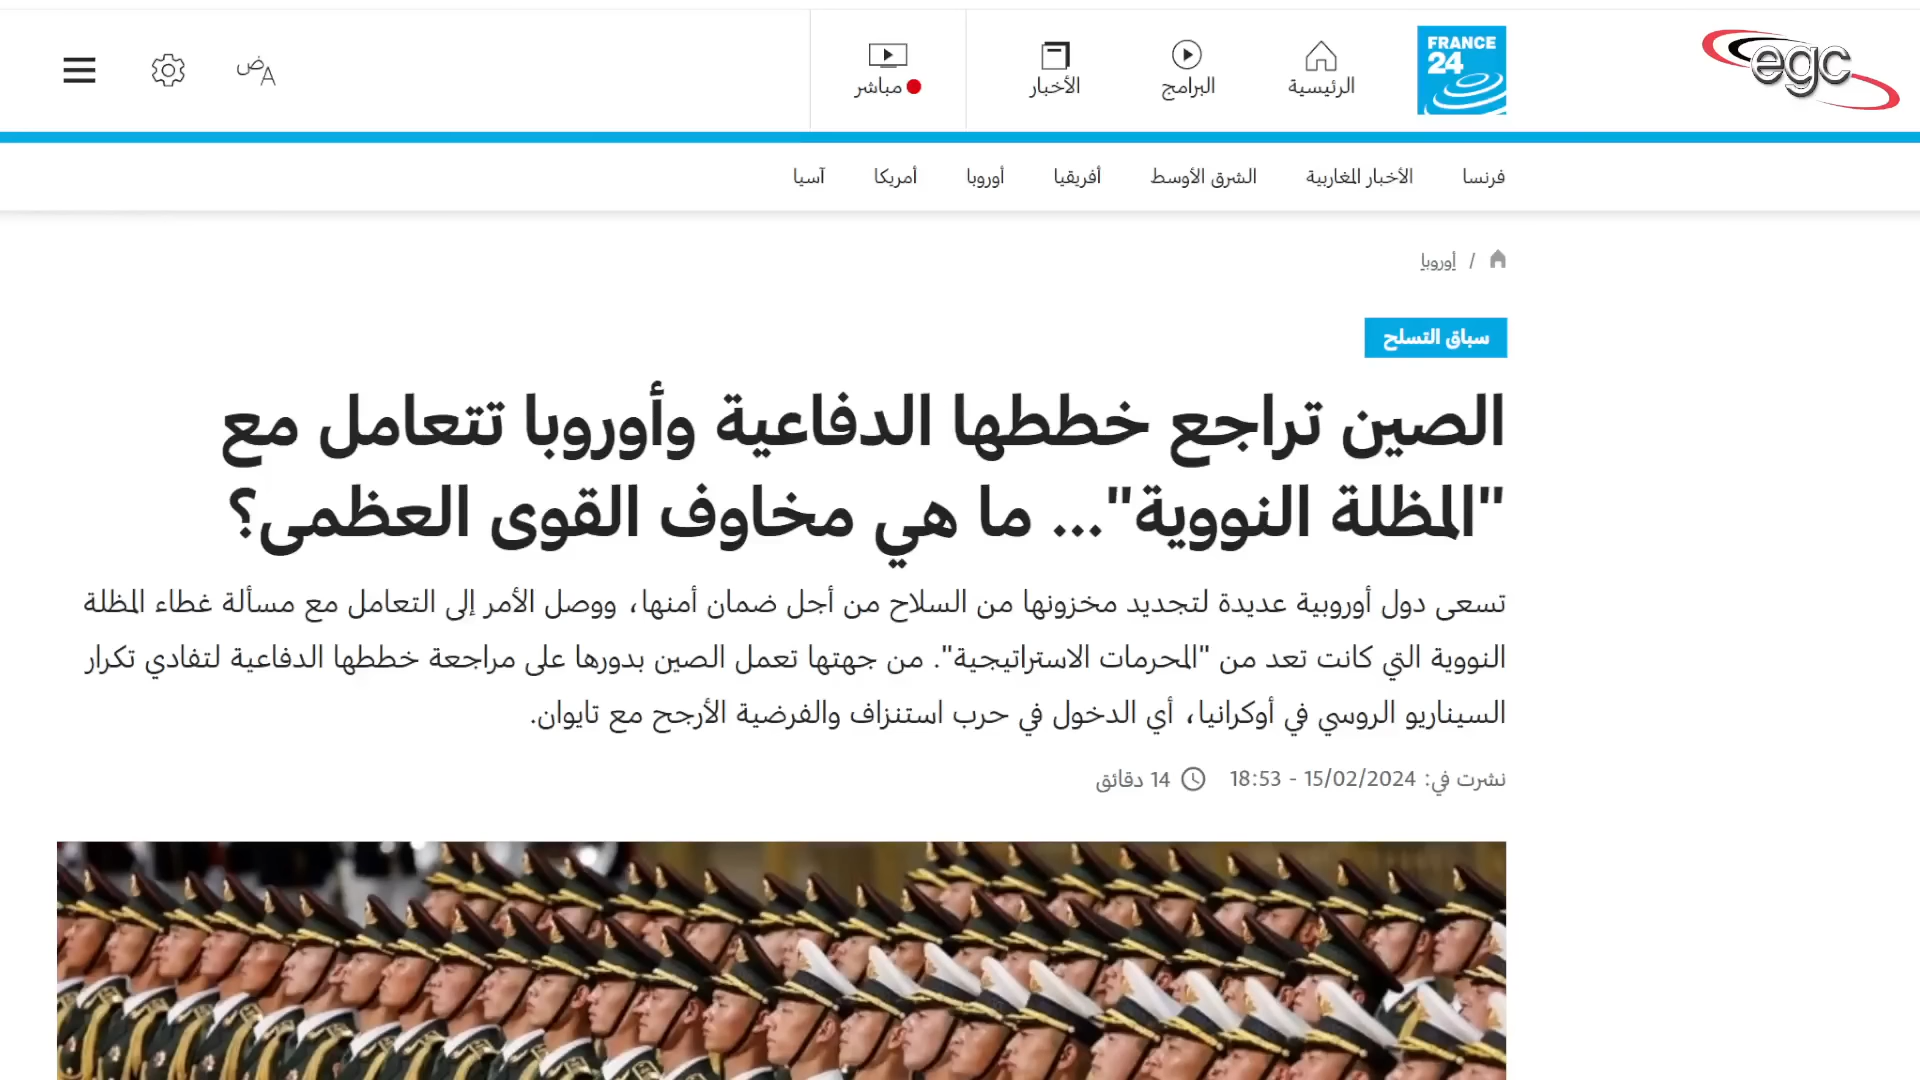 egc
FRANCE
24
الرئيسية
البرامج
الأخبار
مباشر
ض A
فرنسا
الأخبار المغاربية
الشرق الأوسط
أفريقيا
أوروبا
أمريكا
آسيا
/ أوروبا
سباق التسلح
الصين تراجع خططها الدفاعية وأوروبا تتعامل مع
"المظلة النووية"... ما هي مخاوف القوى العظمى؟
تسعى دول أوروبية عديدة لتجديد مخزونها من السلاح من أجل ضمان أمنها، ووصل الأمر إلى التعامل مع مسألة غطاء المظلة
النووية التي كانت تعد من "المحرمات الاستراتيجية". من جهتها تعمل الصين بدورها على مراجعة خططها الدفاعية لتفادي تكرار
السيناريو الروسي في أوكرانيا، أي الدخول في حرب استنزاف والفرضية الأرجح مع تايوان.
نشرت في: 15/02/2024 - 18:53
14 دقائق